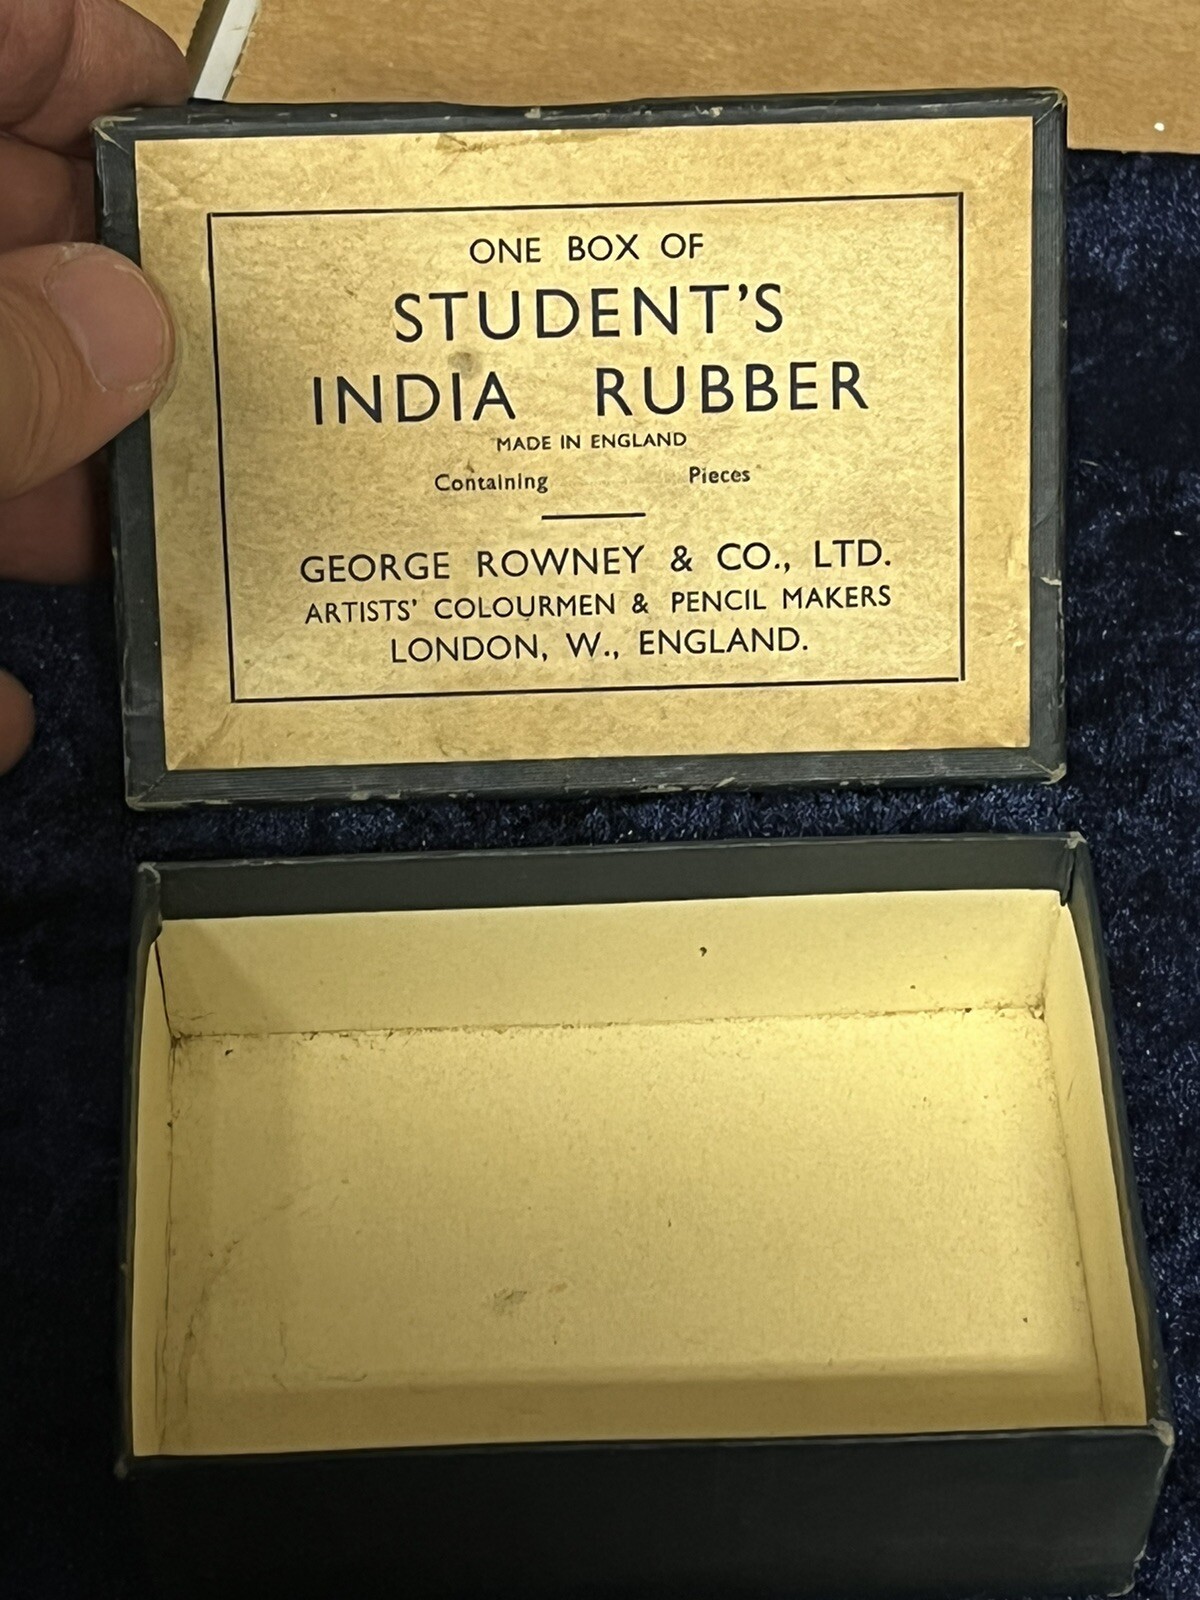 ONE BOX OF
STUDENT'S
INDIA RUBBER
MADE IN ENGLAND
Containing Pieces
GEORGE ROWNEY & CO., LTD.
ARTISTS' COLOURMEN & PENCIL MAKERS
LONDON, W., ENGLAND.